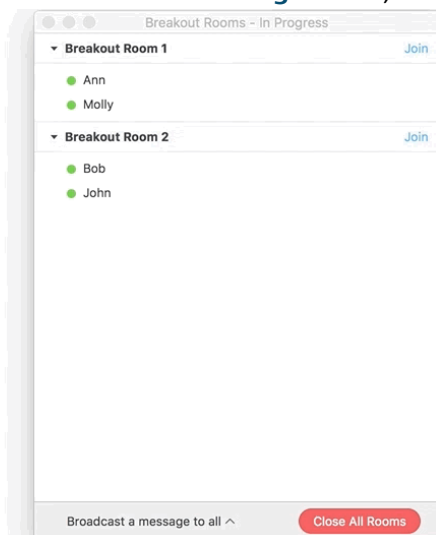 Breakout Rooms - In Progress
Breakout Room 1 Join
Ann
Molly
Breakout Room 2 Join
Bob
John
Broadcast a message to all
Close All Rooms